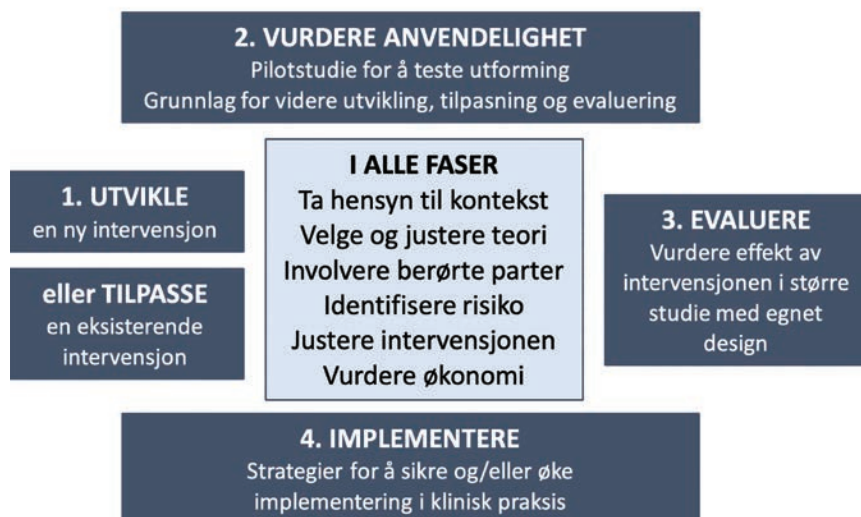 2. VURDERE ANVENDELIGHET
Pilotstudie for å teste utforming
Grunnlag for videre utvikling, tilpasning og evaluering
1. UTVIKLE
en ny intervensjon
eller TILPASSE
en eksisterende
intervensjon
I ALLE FASER
Ta hensyn til kontekst
Velge og justere teori
Involvere berørte parter
Identifisere risiko
Justere intervensjonen
Vurdere økonomi
3. EVALUERE
Vurdere effekt av
intervensjonen i større
studie med egnet
design
4. IMPLEMENTERE
Strategier for å sikre og/eller øke
implementering i klinisk praksis